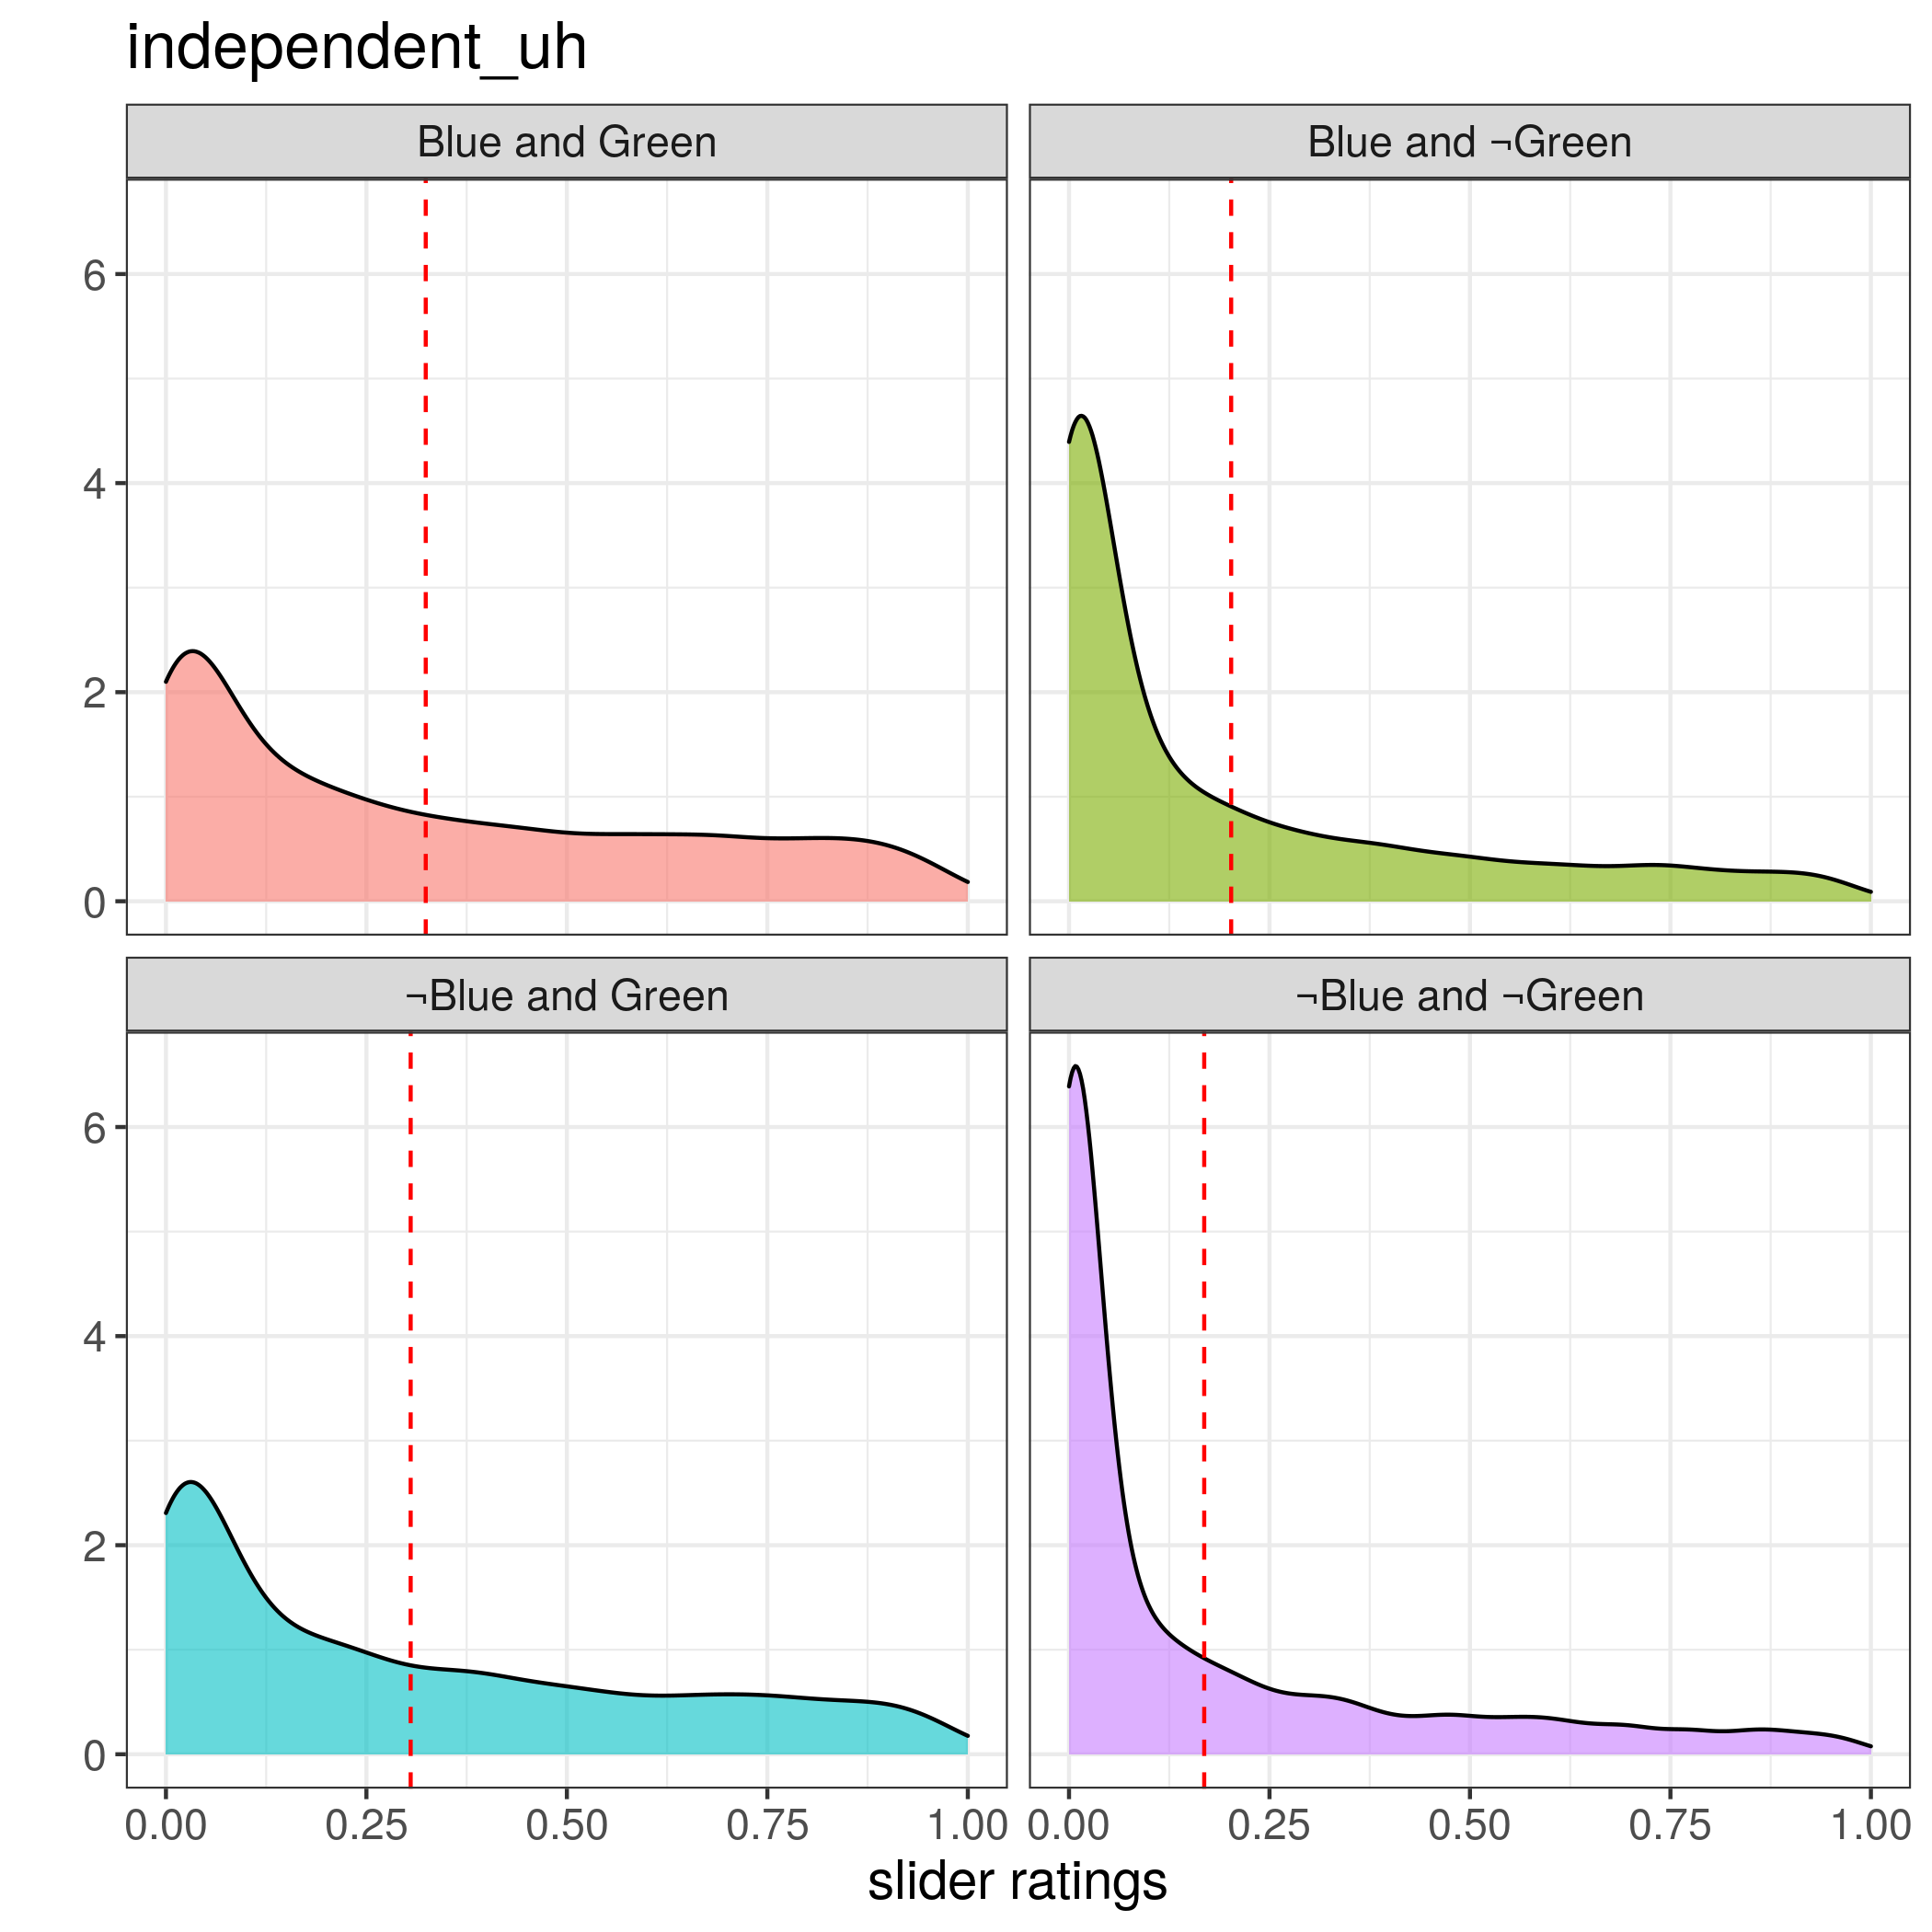 independent_uh
Blue and Green
Blue and ¬Green
6
4
2
0
¬Blue and Green
¬Blue and ¬Green
6
4
2
0
0.00 0.25 0.50 0.75 1.00 0.00 0.25 0.50 0.75 1.00
slider ratings